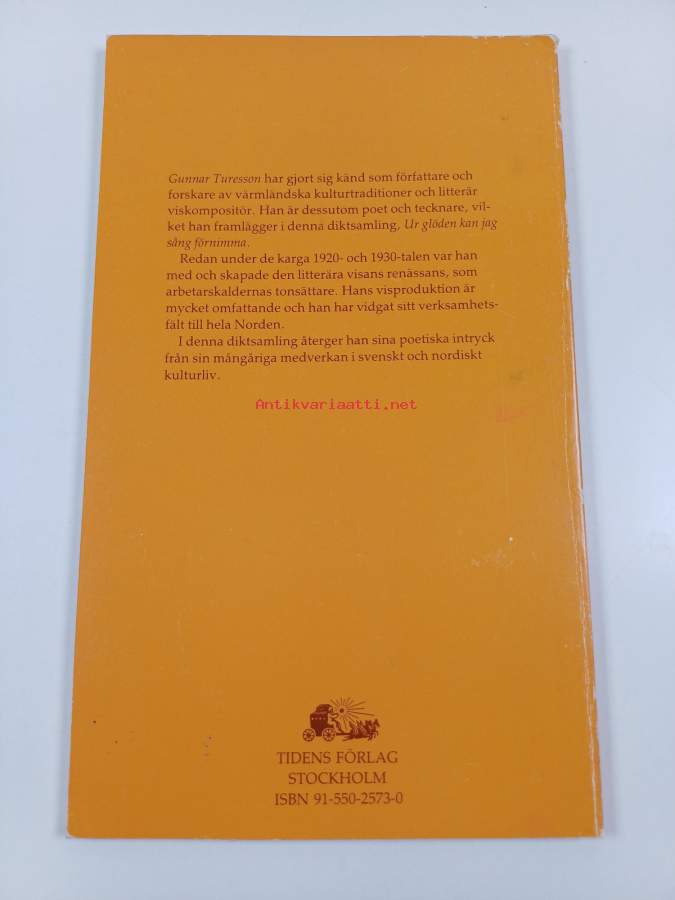 Gunnar Turesson har gjort sig känd som författare och
forskare av värmländska kulturtraditioner och litterär
viskompositör. Han är dessutom poet och tecknare, vil-
ket han framlägger i denna diktsamling, Ur glöden kan jag
sång förnimma.
Redan under de karga 1920- och 1930-talen var han
med och skapade den litterära visans renässans, som
arbetarskaldernas tonsättare. Hans visproduktion är
mycket omfattande och han har vidgat sitt verksamhets-
fält till hela Norden.
I denna diktsamling återger han sina poetiska intryck
från sin mångåriga medverkan i svenskt och nordiskt
kulturliv.
Antikvariaatti.net
TIDENS FÖRLAG
STOCKHOLM
ISBN 91-550-2573-0